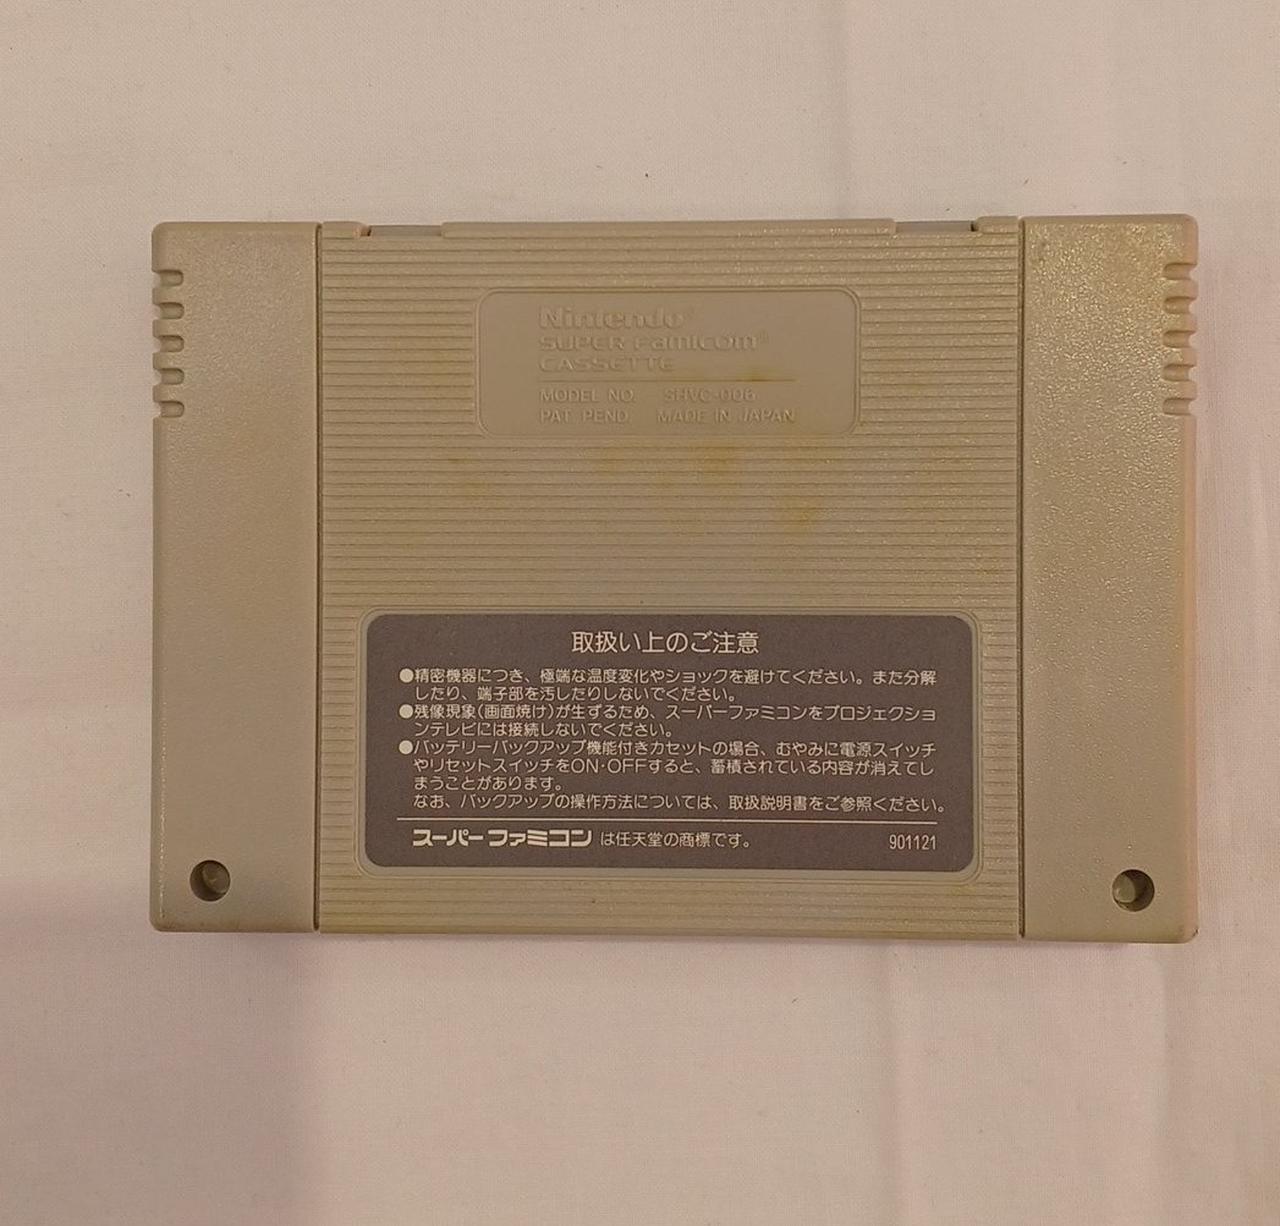 Nintendo®
SUPER FAMICOM®
CASSETTE
MODEL NO. SHVC-006
PAT. PEND. MADE IN JAPAN
取扱い上のご注意
●精密機器につき、極端な温度変化やショックを避けてください。また分解
したり、端子部を汚したりしないでください。
●残像現象(画面焼け)が生ずるため、スーパーファミコンをプロジェクショ
ンテレビには接続しないでください。
●バッテリーバックアップ機能付きカセットの場合、むやみに電源スイッチ
やリセットスイッチをON・OFFすると、蓄積されている内容が消えてし
まうことがあります。
なお、バックアップの操作方法については、取扱説明書をご参照ください。
スーパーファミコン は任天堂の商標です。 901121